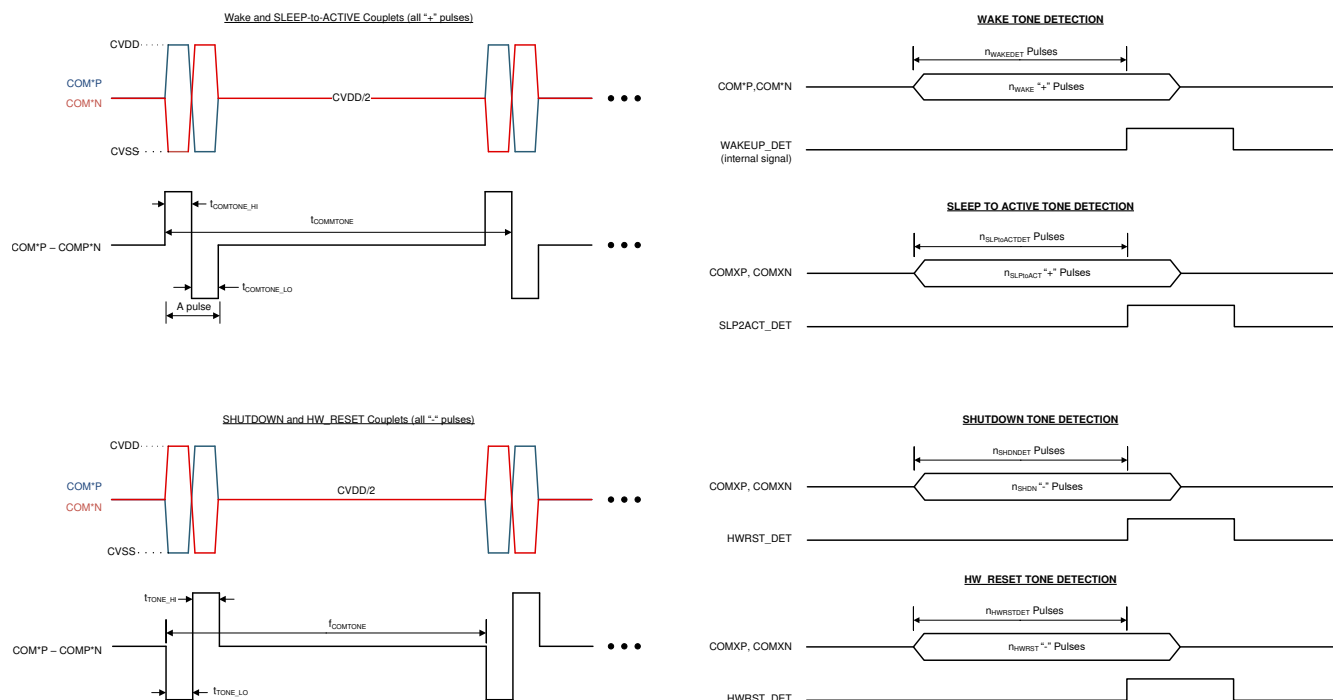 Wake and SLEEP-to-ACTIVE Couplets (all “+” pulses)
CVDD
COM*P
COM*N
CVDD/2
CVSS
tCOMTONE_HI
tCOMMTONE
COM*P – COMP*N
tCOMTONE_LO
A pulse
WAKE TONE DETECTION
nWAKEDET Pulses
COM*P,COM*N
nWAKE “+” Pulses
WAKEUP_DET
(internal signal)
SLEEP TO ACTIVE TONE DETECTION
nSLPtoACTDET Pulses
COMXP, COMXN
nSLPtoACT “+” Pulses
SLP2ACT_DET
SHUTDOWN and HW_RESET Couplets (all “-“ pulses)
CVDD
COM*P
COM*N
CVDD/2
CVSS
tTONE_HI
fCOMTONE
COM*P – COMP*N
tTONE_LO
SHUTDOWN TONE DETECTION
nSHDNDET Pulses
COMXP, COMXN
nSHDN “-” Pulses
HWRST_DET
HW_RESET TONE DETECTION
nHWRSTDET Pulses
COMXP, COMXN
nHWRST “-” Pulses
HWRST_DET